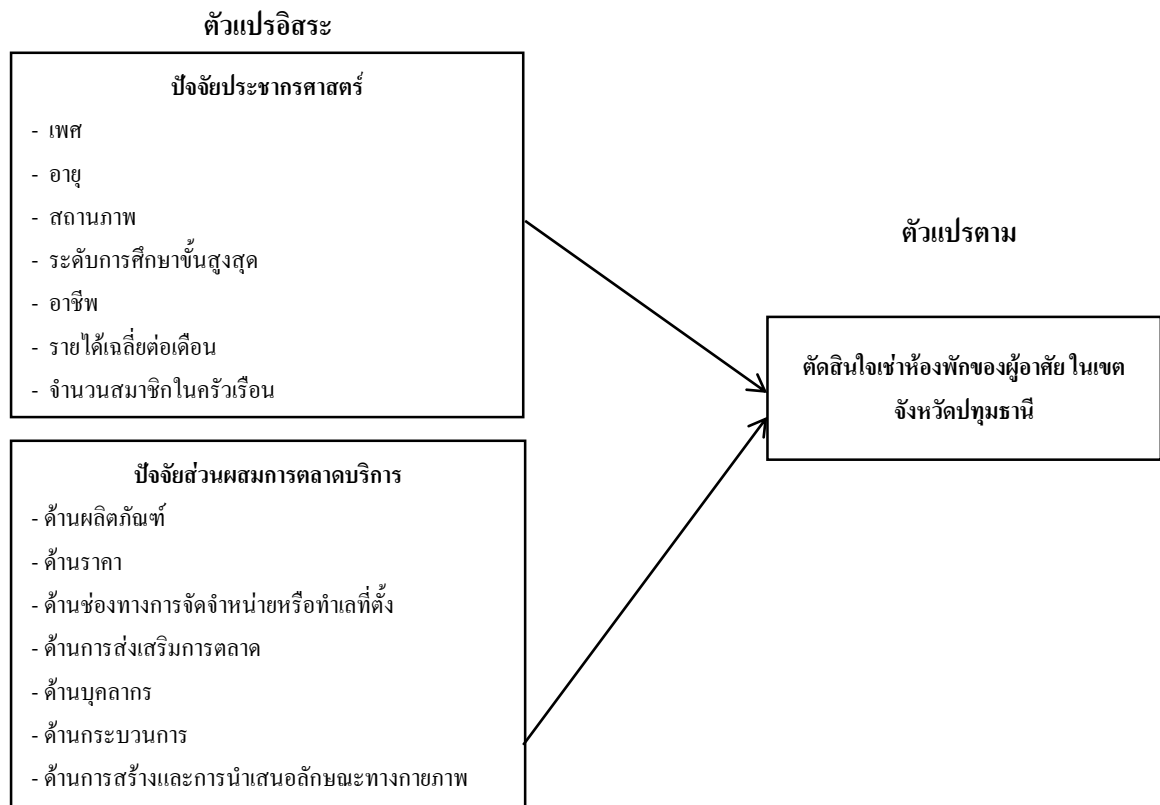 ตัวแปรอิสระ
ปัจจัยประชากรศาสตร์
- เพศ
- อายุ
- สถานภาพ
- ระดับการศึกษาขั้นสูงสุด
- อาชีพ
- รายได้เฉลี่ยต่อเดือน
- จำนวนสมาชิกในครัวเรือน
ปัจจัยส่วนผสมการตลาดบริการ
- ด้านผลิตภัณฑ์
- ด้านราคา
- ด้านช่องทางการจัดจำหน่ายหรือทำเลที่ตั้ง
- ด้านการส่งเสริมการตลาด
- ด้านบุคลากร
- ด้านกระบวนการ
- ด้านการสร้างและการนำเสนอลักษณะทางกายภาพ
ตัวแปรตาม
ตัดสินใจเช่าห้องพักของผู้อาศัย ในเขต
จังหวัดปทุมธานี